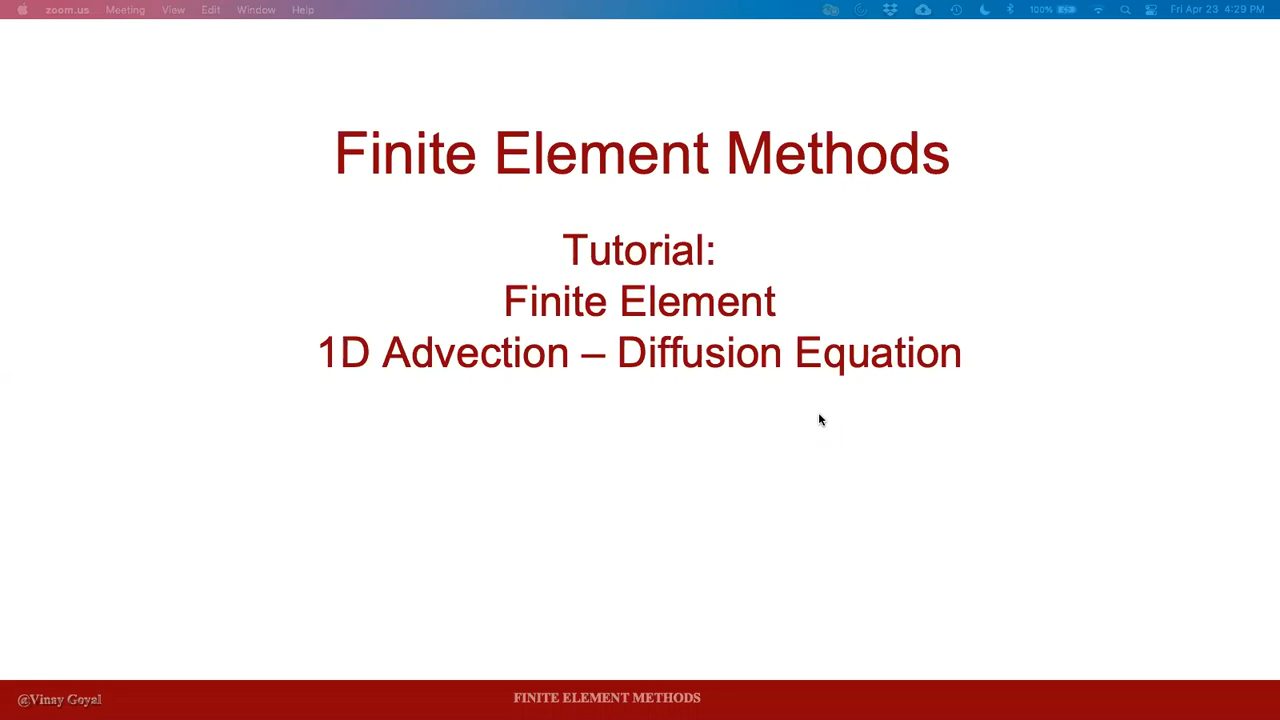 zoom.us Meeting View Edit Window Help 100% Fri Apr 23 4:29 PM
Finite Element Methods
Tutorial:
Finite Element
1D Advection – Diffusion Equation
@Vinay Goyal FINITE ELEMENT METHODS